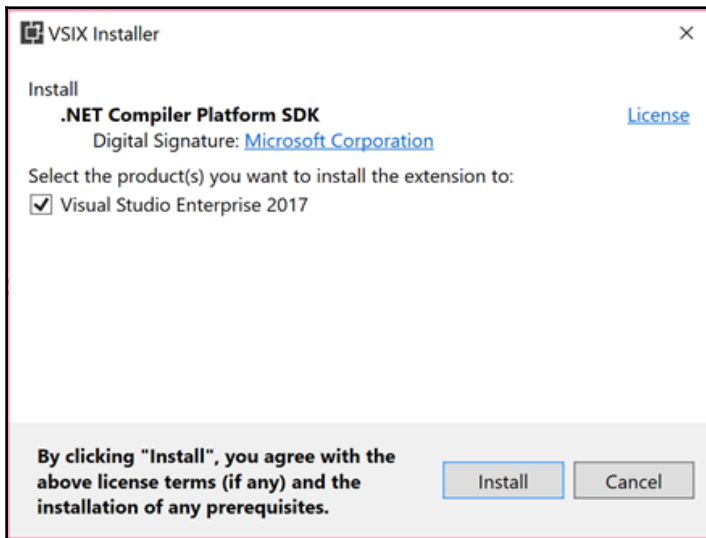 VSIX Installer
Install
.NET Compiler Platform SDK
License
Digital Signature: Microsoft Corporation
Select the product(s) you want to install the extension to:
Visual Studio Enterprise 2017
By clicking "Install", you agree with the
above license terms (if any) and the
installation of any prerequisites.
Install
Cancel